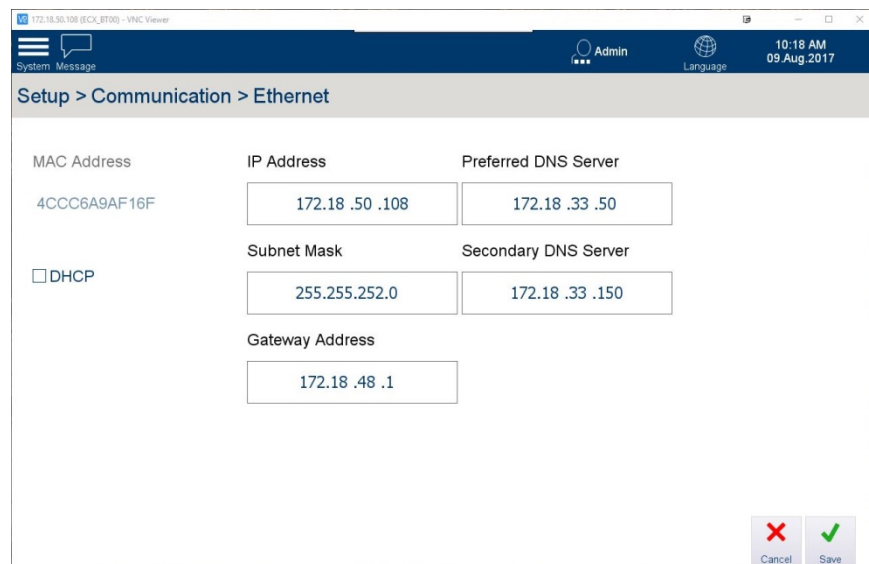 172.18.50.108 (ECX_BT00) - VNC Viewer
System Message
Admin
Language
10:18 AM
09.Aug.2017
Setup > Communication > Ethernet
MAC Address
IP Address
Preferred DNS Server
4CCC6A9AF16F
172.18 .50 .108
172.18 .33 .50
Subnet Mask
Secondary DNS Server
DHCP
255.255.252.0
172.18 .33 .150
Gateway Address
172.18 .48 .1
Cancel
Save